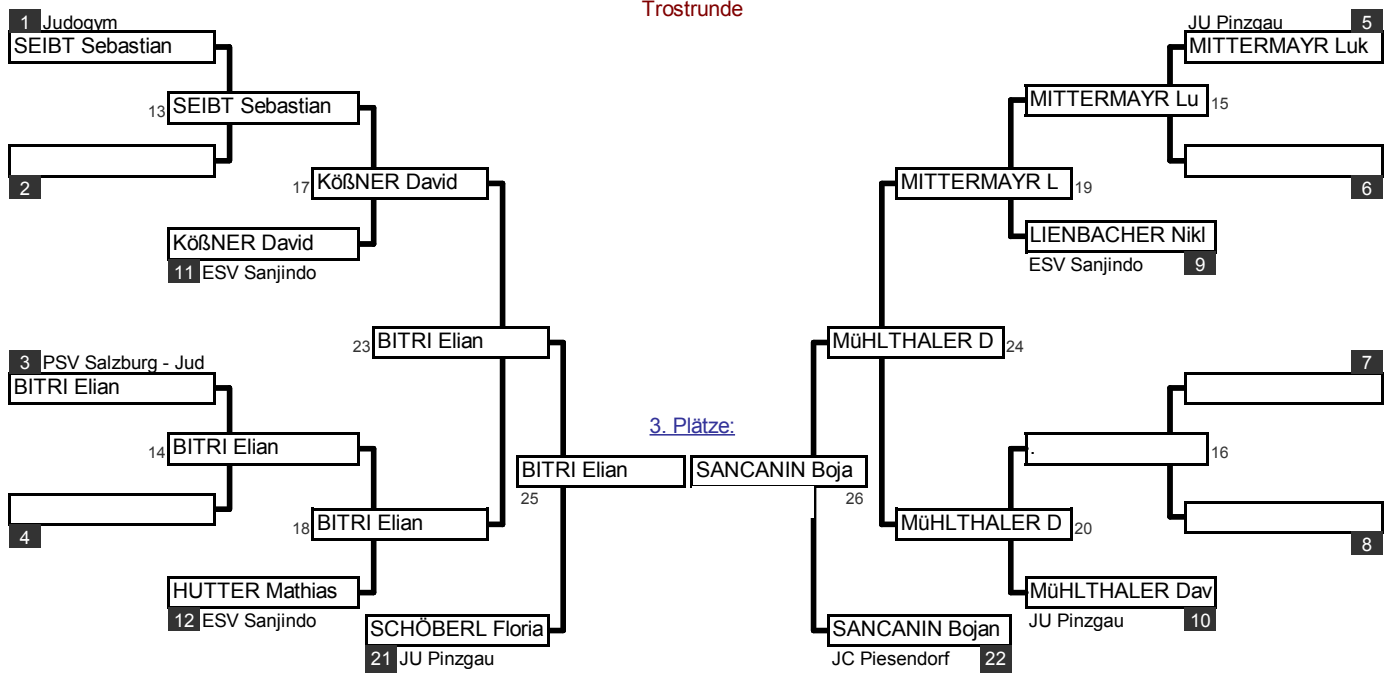 Trostrunde
1 Judogym
SEIBT Sebastian
13 SEIBT Sebastian
2
17 KößNER David
KößNER David
11 ESV Sanjindo
23 BITRI Elian
3 PSV Salzburg - Jud
BITRI Elian
14 BITRI Elian
4
18 BITRI Elian
HUTTER Mathias
12 ESV Sanjindo
SCHÖBERL Floria
21 JU Pinzgau
3. Plätze:
BITRI Elian
25
SANCANIN Boja
26
JU Pinzgau 5
MITTERMAYR Luk
MITTERMAYR Lu 15
6
MITTERMAYR L 19
LIENBACHER Nikl
ESV Sanjindo 9
MüHLTHALER D 24
7
. 16
8
MüHLTHALER D 20
MüHLTHALER Dav
JU Pinzgau 10
SANCANIN Bojan
JC Piesendorf 22